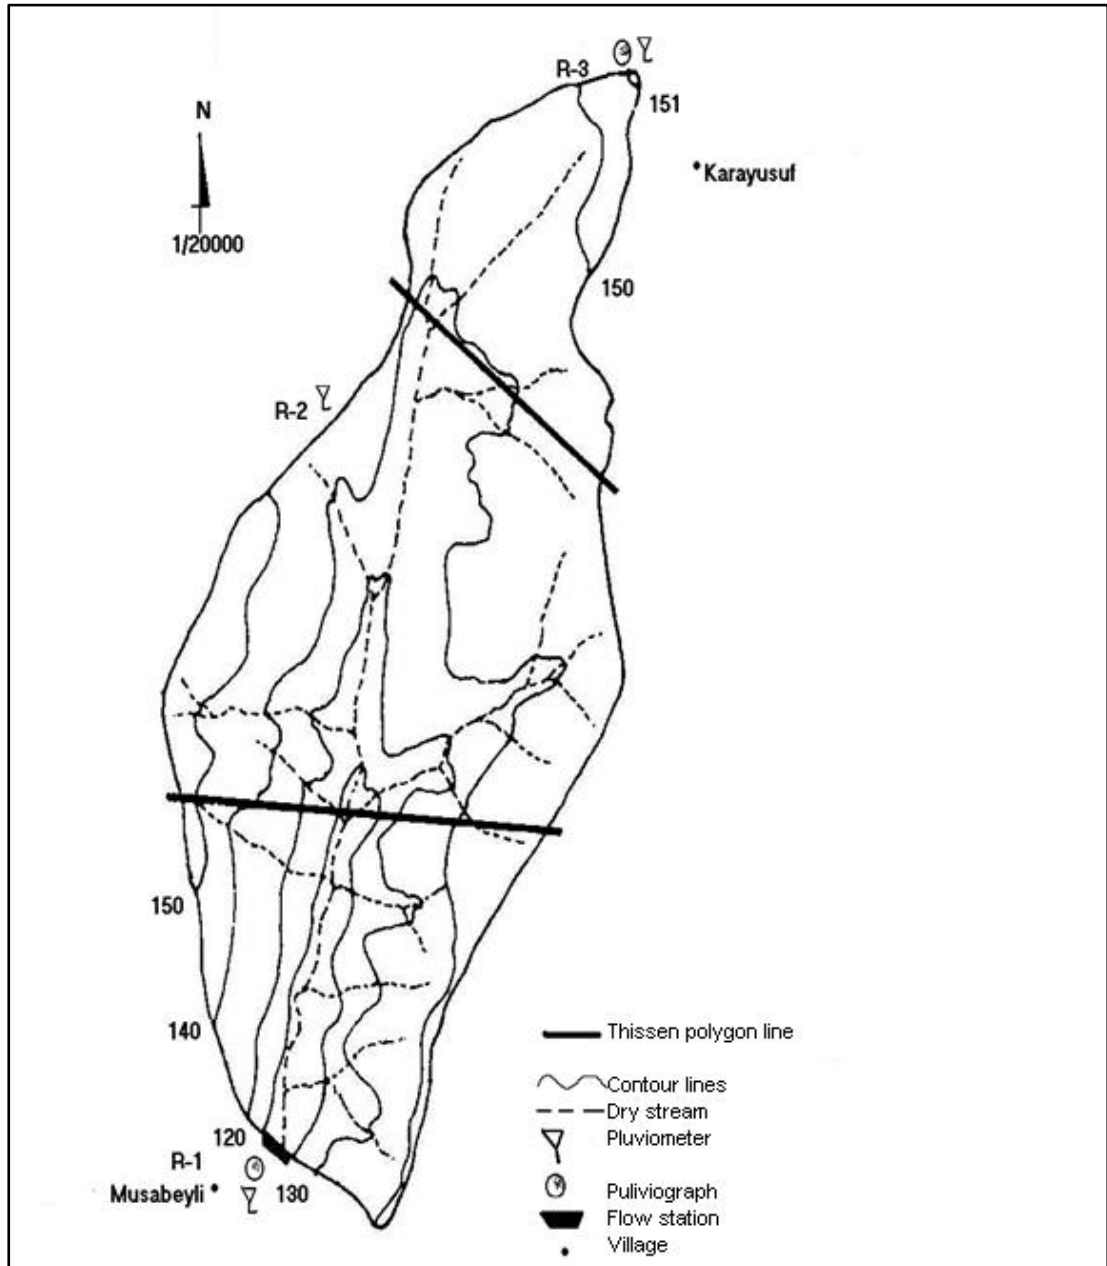 R-3
151
N
Karayusuf
1/20000
150
R-2
150
140
120
R-1
Musabeyli
130
Thissen polygon line
Contour lines
Dry stream
Pluviometer
Puliviograph
Flow station
Village